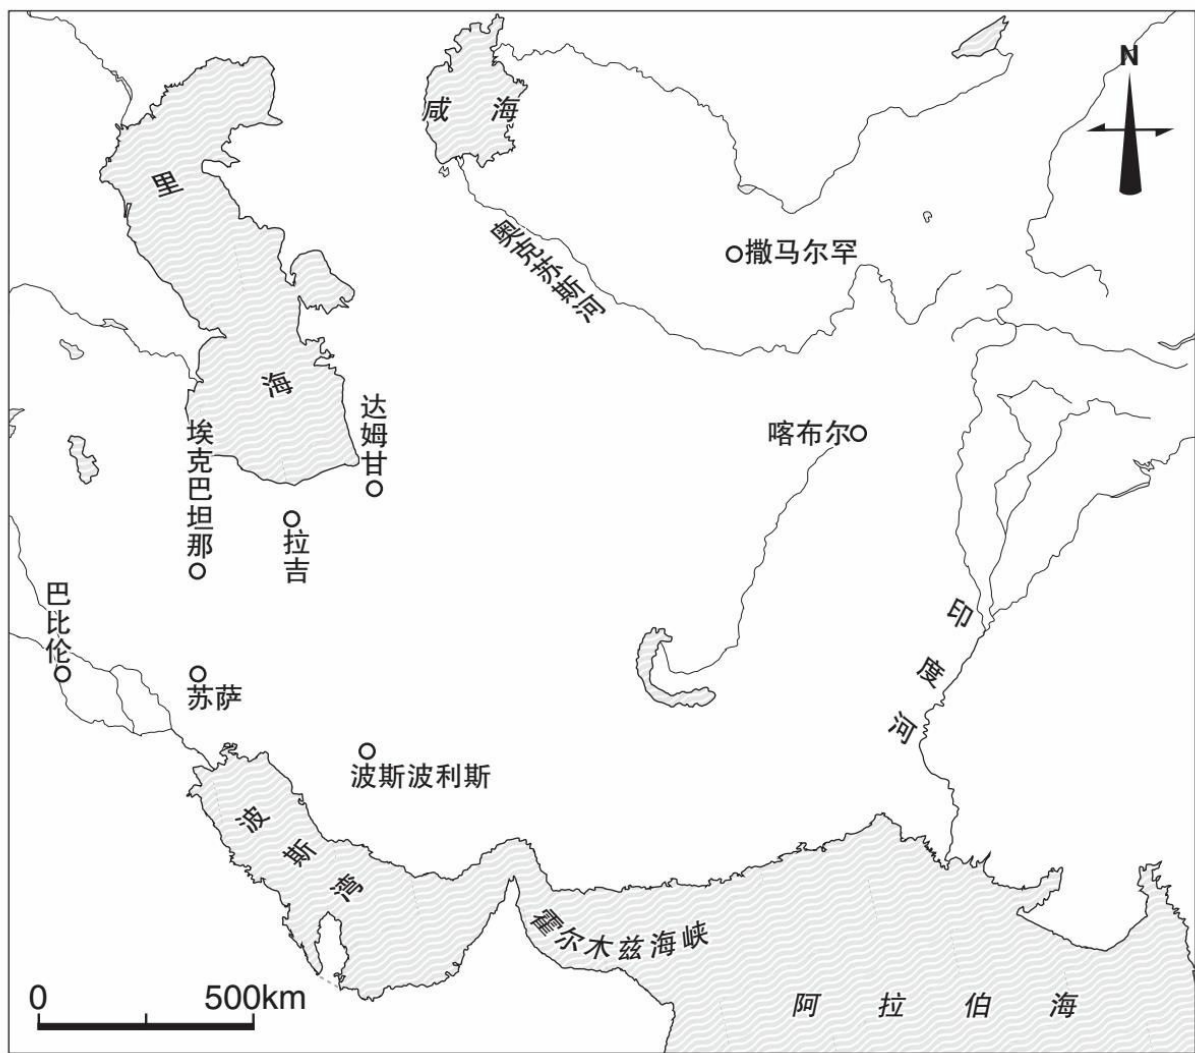 N
咸海
里海
奥克苏斯河
撒马尔罕
达姆甘
喀布尔
埃克巴坦那
拉吉
巴比伦
苏萨
印度河
波斯波利斯
波斯湾
霍尔木兹海峡
阿拉伯海
0 500km